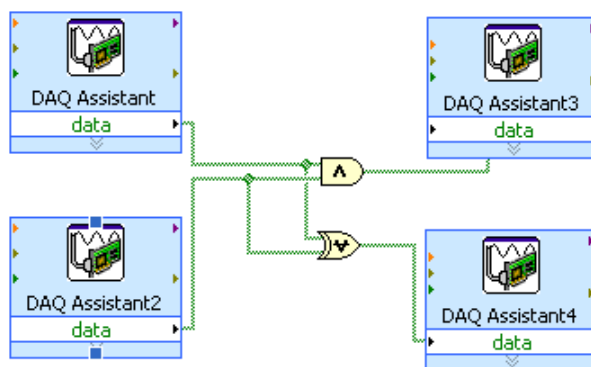 DAQ Assistant
data
DAQ Assistant3
data
DAQ Assistant2
data
DAQ Assistant4
data